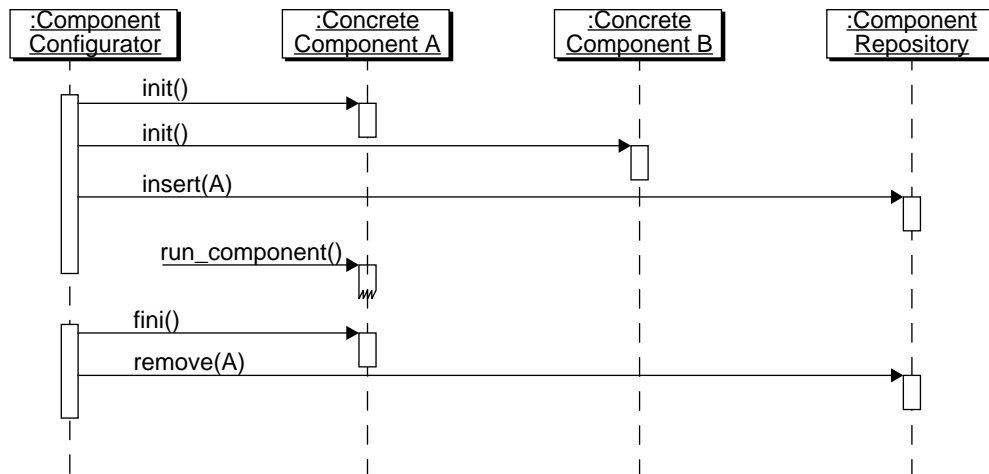 :Component
Configurator
:Concrete
Component A
:Concrete
Component B
:Component
Repository
init()
init()
insert(A)
run_component()
fini()
remove(A)